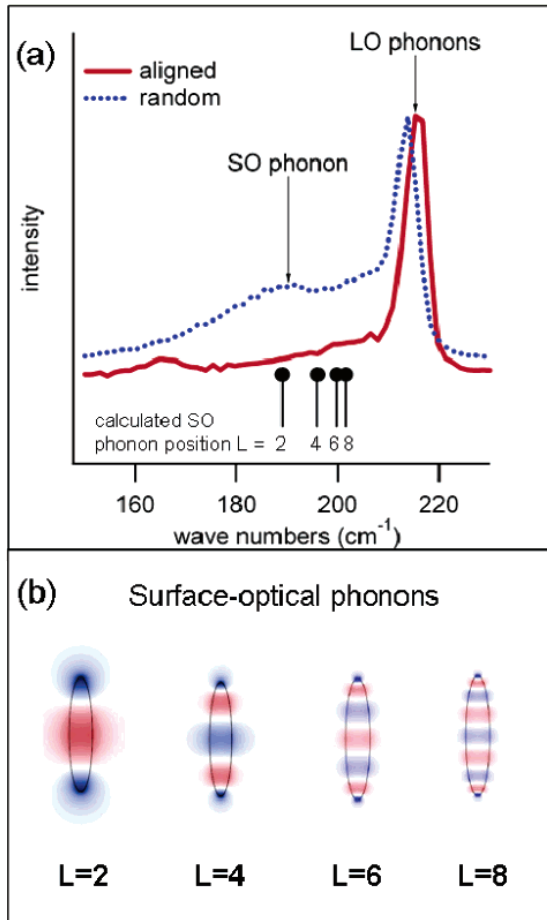 (a)
LO phonons
aligned
random
SO phonon
intensity
calculated SO
phonon position L = 2 4 6 8
160 180 200 220
wave numbers (cm⁻¹)
(b) Surface-optical phonons
L=2 L=4 L=6 L=8